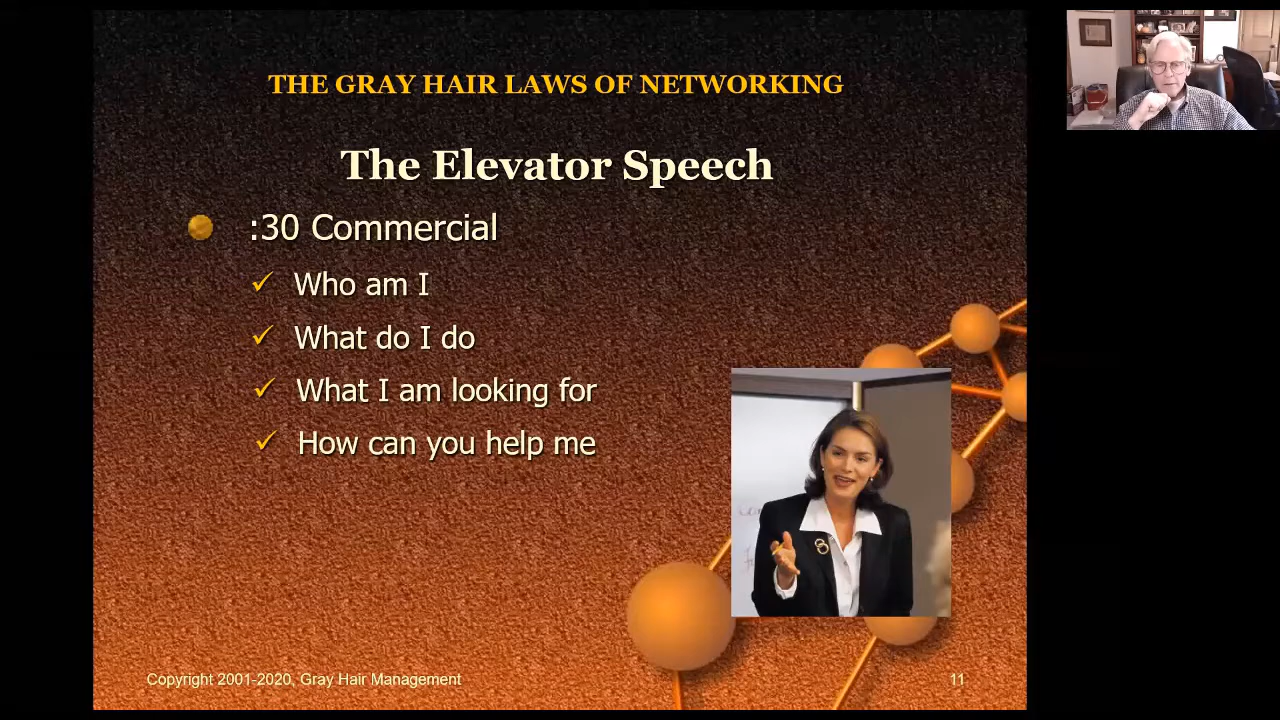 THE GRAY HAIR LAWS OF NETWORKING
The Elevator Speech
:30 Commercial
Who am I
What do I do
What I am looking for
How can you help me
Copyright 2001-2020, Gray Hair Management
11